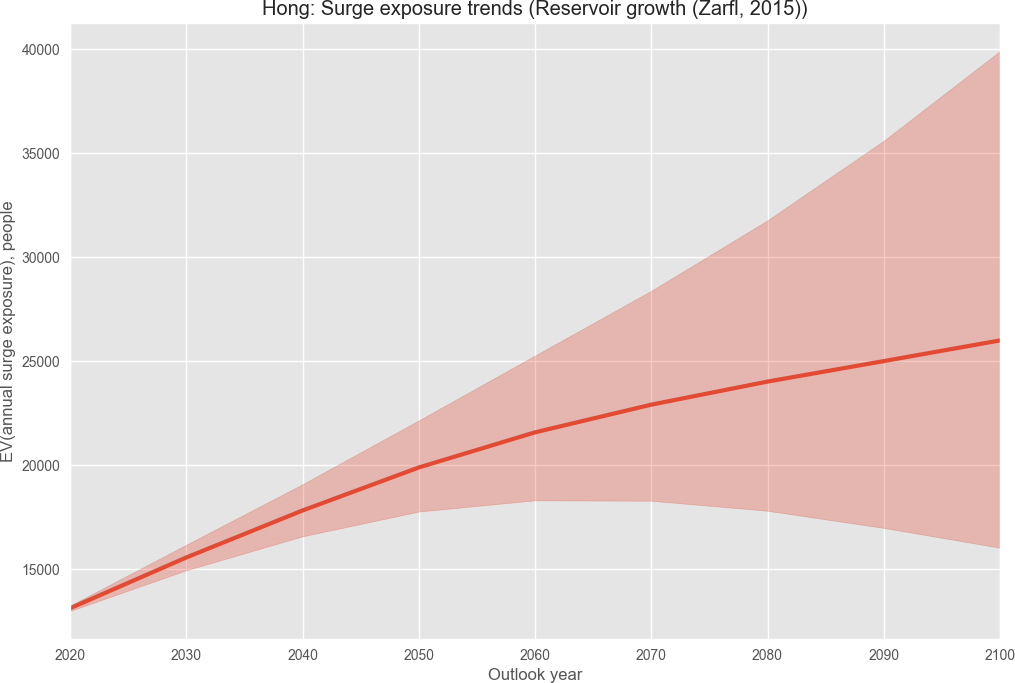 Hong: Surge exposure trends (Reservoir growth (Zarfl, 2015))
EV(annual surge exposure), people
40000
35000
30000
25000
20000
15000
2020 2030 2040 2050 2060 2070 2080 2090 2100
Outlook year